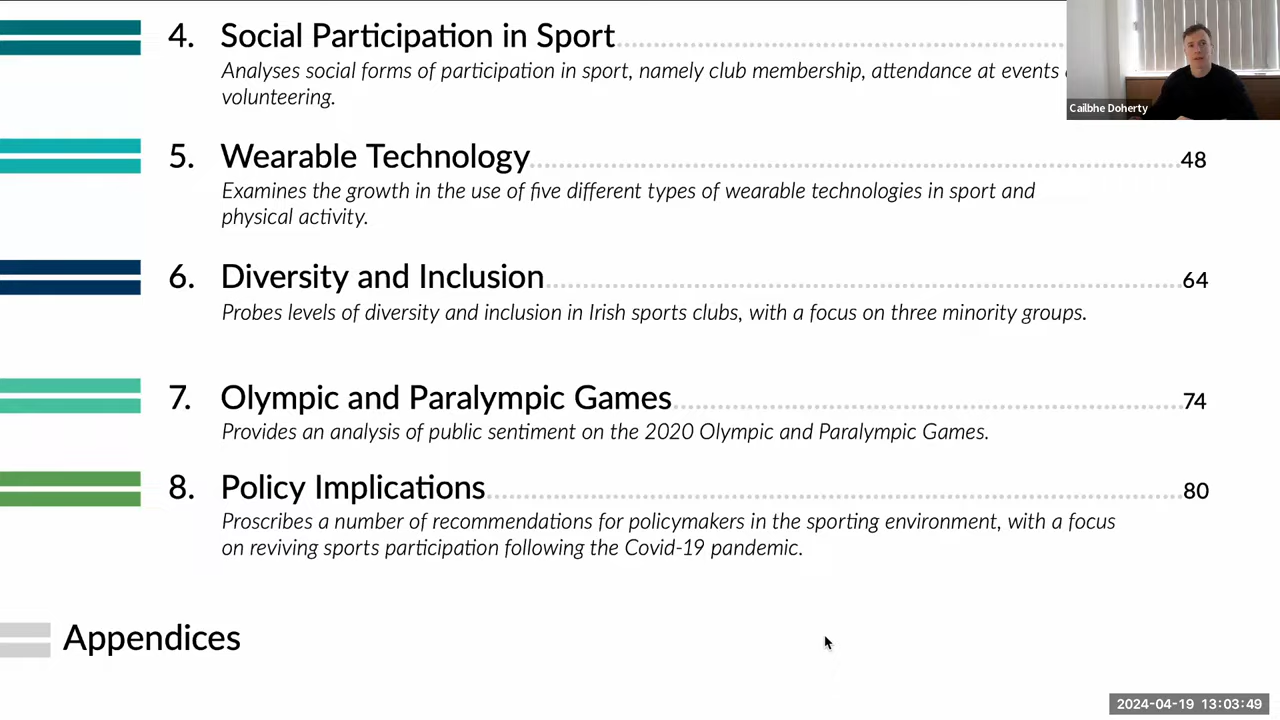 4. Social Participation in Sport
Analyses social forms of participation in sport, namely club membership, attendance at events
volunteering.
Cailbhe Doherty
5. Wearable Technology 48
Examines the growth in the use of five different types of wearable technologies in sport and
physical activity.
6. Diversity and Inclusion 64
Probes levels of diversity and inclusion in Irish sports clubs, with a focus on three minority groups.
7. Olympic and Paralympic Games 74
Provides an analysis of public sentiment on the 2020 Olympic and Paralympic Games.
8. Policy Implications 80
Proscribes a number of recommendations for policymakers in the sporting environment, with a focus
on reviving sports participation following the Covid-19 pandemic.
Appendices
2024-04-19 13:03:49